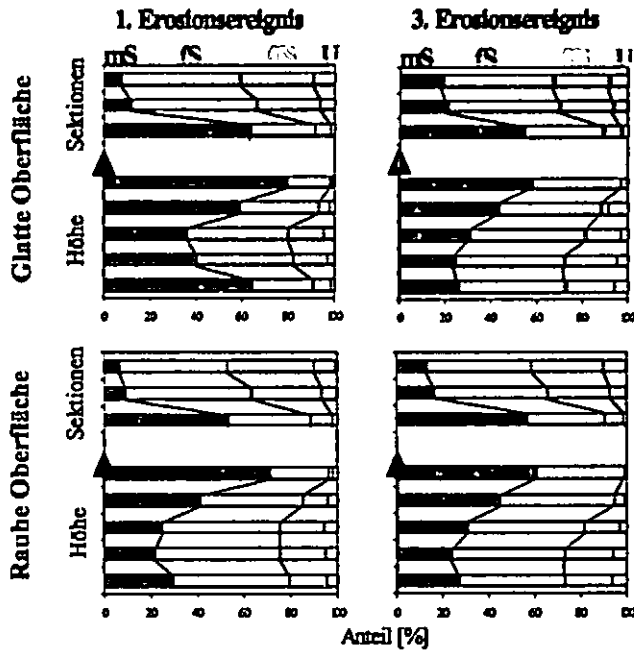 1. Erosionsereignis 3. Erosionsereignis
mS fS U mS fS U
Glatte Oberfläche
Sektionen
Höhe
0 20 40 60 80 100 0 20 40 60 80 100
Rauhe Oberfläche
Sektionen
Höhe
0 20 40 60 80 100 0 20 40 60 80 100
Anteil [%]